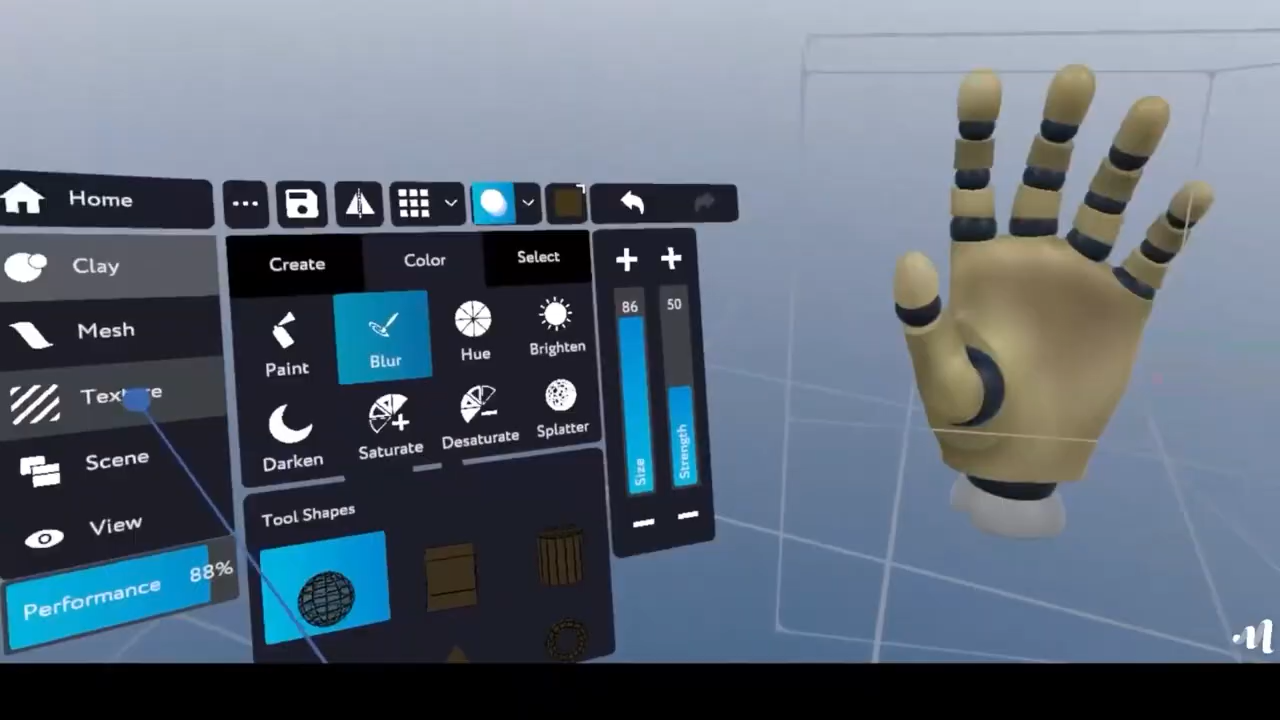 Home
Clay
Mesh
Texture
Scene
View
Performance 88%
Create Color Select
Paint Blur Hue Brighten
Darken Saturate Desaturate Splatter
86 50
Size Strength
Tool Shapes